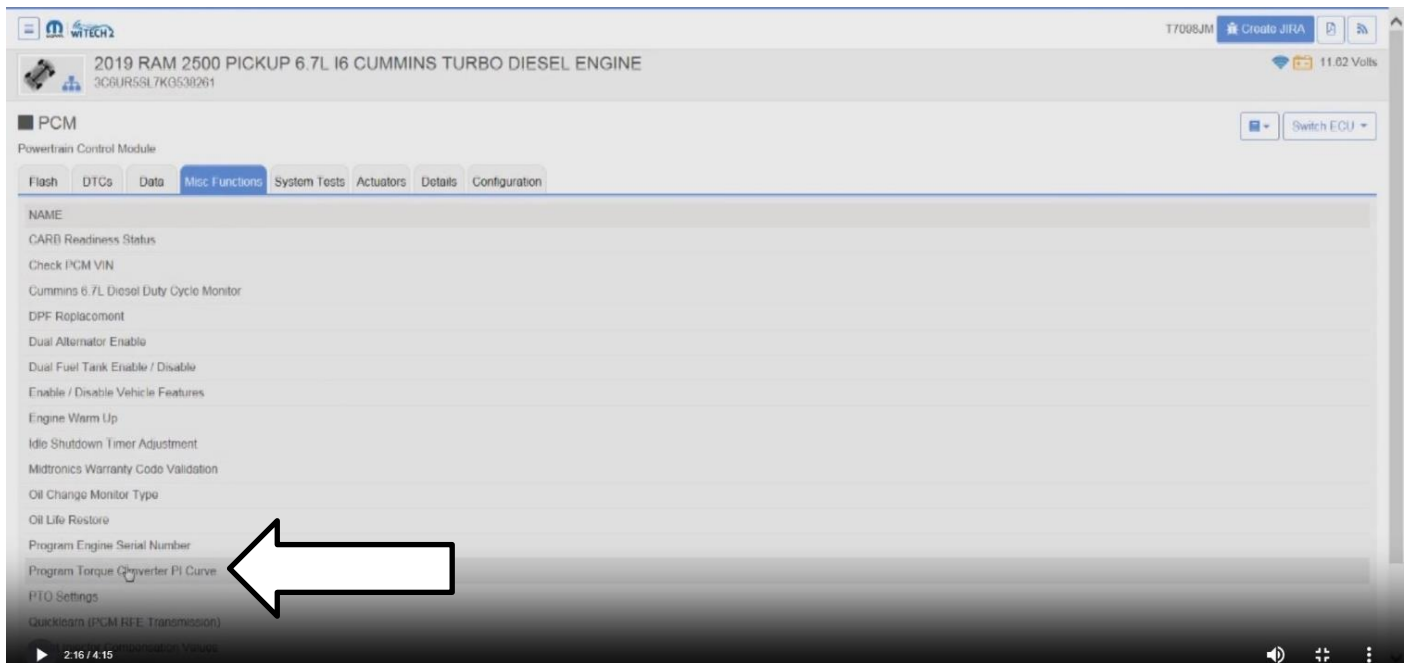 WITECH2
T7098JM Create JIRA
2019 RAM 2500 PICKUP 6.7L I6 CUMMINS TURBO DIESEL ENGINE
11.62 Volts
PCM
Switch ECU
Powertrain Control Module
Flash DTCs Data Misc Functions System Tests Actuators Details Configuration
NAME
CARB Readiness Status
Check PCM VIN
Cummins 6.7L Diesel Duty Cycle Monitor
DPF Replacement
Dual Alternator Enable
Dual Fuel Tank Enable / Disable
Enable / Disable Vehicle Features
Engine Warm Up
Idle Shutdown Timer Adjustment
Midtronics Warranty Code Validation
Oil Change Monitor Type
Oil Life Restore
Program Engine Serial Number
Program Torque Converter PI Curve
PTO Settings
Quicklearn (PCM RFE Transmission)
Compensation Values
2:16 / 4:15